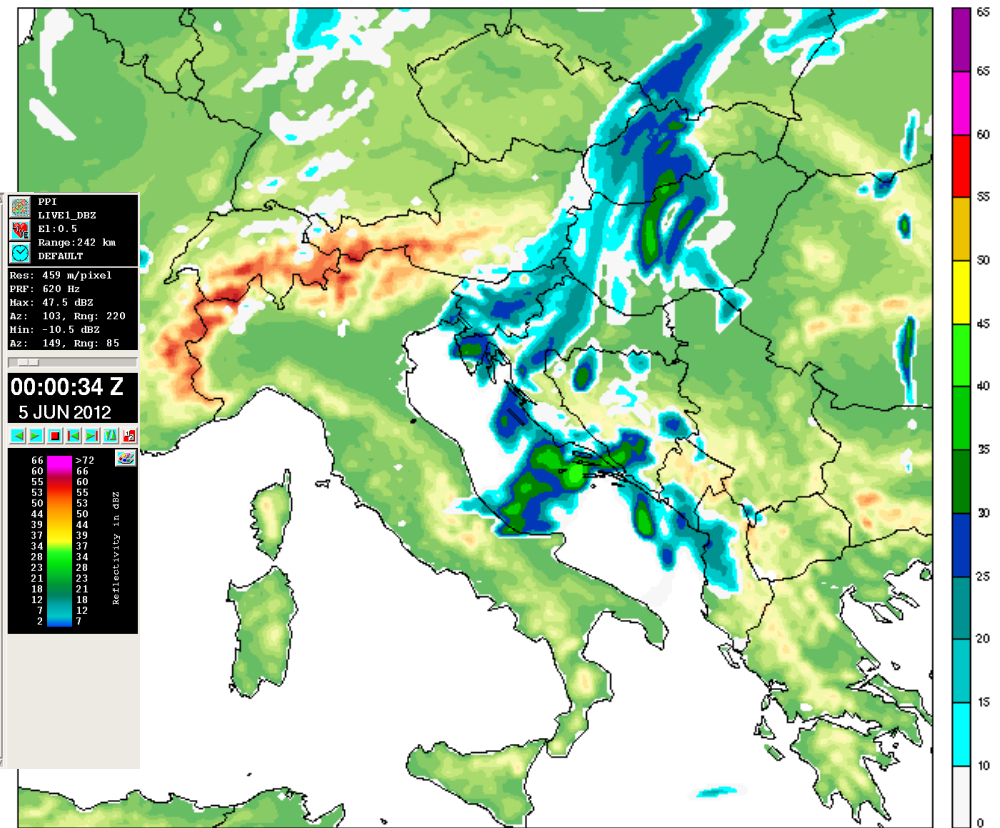 PPI
LIVE1_DBZ
El:0.5
Range:242 km
DEFAULT
Res: 459 m/pixel
PRF: 620 Hz
Max: 47.5 dBZ
Az: 103, Rng: 220
Min: -10.5 dBZ
Az: 149, Rng: 85
00:00:34 Z
5 JUN 2012
66 >72
60 66
55 60
53 55
50 53
44 50
39 44
37 39
34 37
28 34
23 28
21 23
18 21
12 18
7 12
2 7
Reflectivity in dBZ
65
65
60
55
50
45
40
35
30
25
20
15
10
0